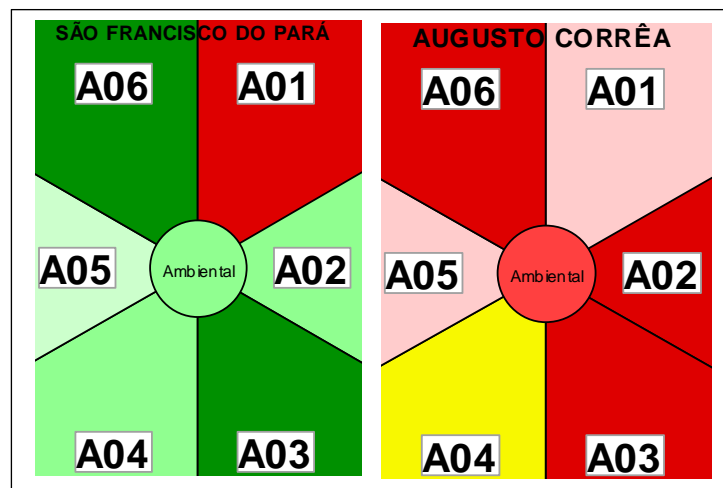 SÃO FRANCISCO DO PARÁ
A06
A01
A05
Ambiental
A02
A04
A03
AUGUSTO CORRÊA
A06
A01
A05
Ambiental
A02
A04
A03